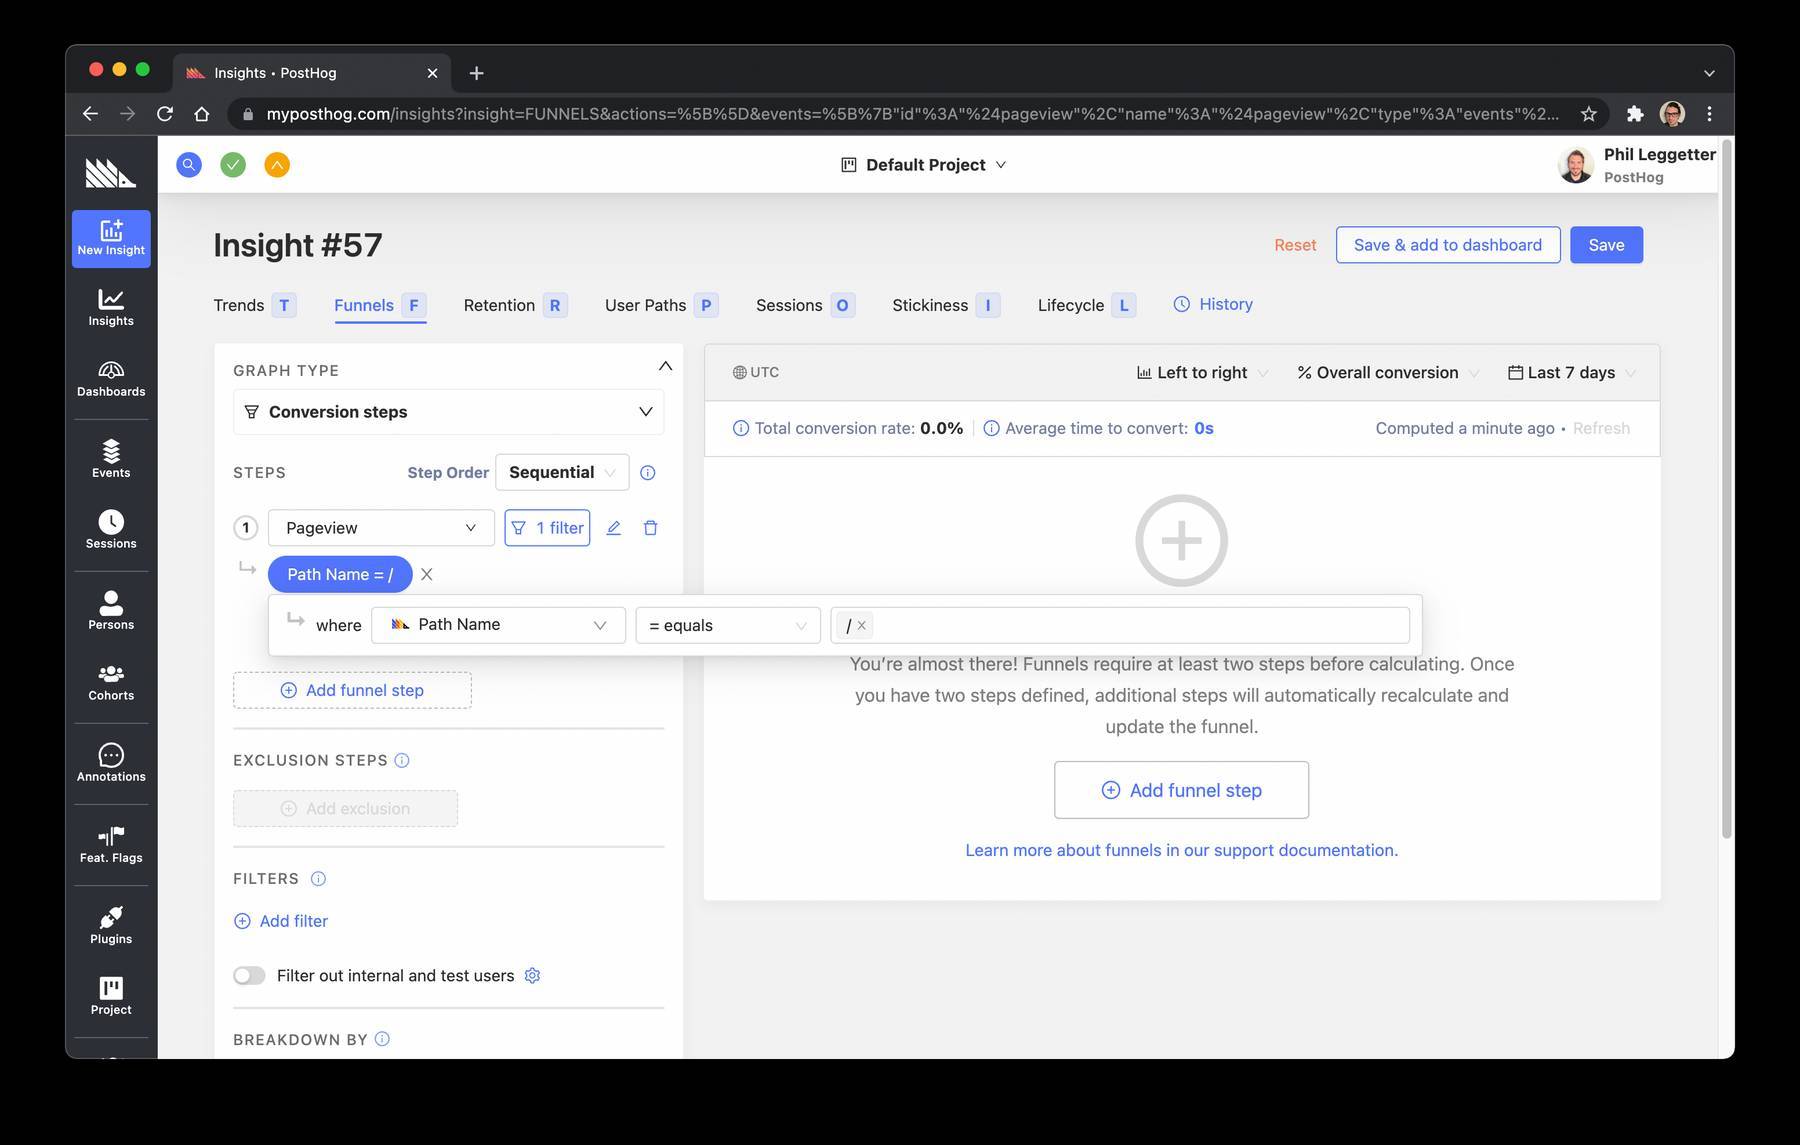 Insights • PostHog
myposthog.com/insights?insight=FUNNELS&actions=%5B%5D&events=%5B%7B"id"%3A"%24pageview"%2C"name"%3A"%24pageview"%2C"type"%3A"events"%2...
Default Project
Phil Leggetter
PostHog
New Insight
Insights
Dashboards
Events
Sessions
Persons
Cohorts
Annotations
Feat. Flags
Plugins
Project
Insight #57
Reset
Save & add to dashboard
Save
Trends T
Funnels F
Retention R
User Paths P
Sessions O
Stickiness I
Lifecycle L
History
GRAPH TYPE
Conversion steps
STEPS Step Order Sequential
1 Pageview 1 filter
Path Name = /
where Path Name = equals /
Add funnel step
EXCLUSION STEPS
Add exclusion
FILTERS
Add filter
Filter out internal and test users
BREAKDOWN BY
UTC Left to right % Overall conversion Last 7 days
Total conversion rate: 0.0% Average time to convert: 0s Computed a minute ago • Refresh
You're almost there! Funnels require at least two steps before calculating. Once
you have two steps defined, additional steps will automatically recalculate and
update the funnel.
Add funnel step
Learn more about funnels in our support documentation.